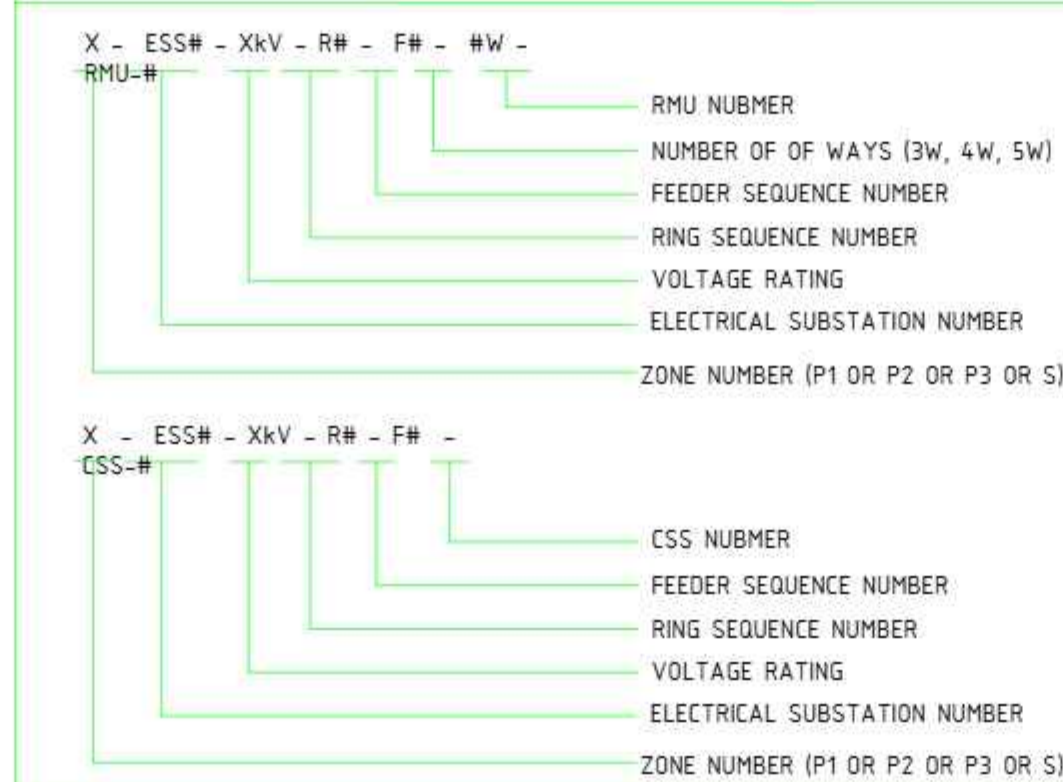 X - ESS# - XkV - R# - F# - #W -
RMU-#
RMU NUBMER
NUMBER OF OF WAYS (3W, 4W, 5W)
FEEDER SEQUENCE NUMBER
RING SEQUENCE NUMBER
VOLTAGE RATING
ELECTRICAL SUBSTATION NUMBER
ZONE NUMBER (P1 OR P2 OR P3 OR S)
X - ESS# - XkV - R# - F# -
CSS-#
CSS NUBMER
FEEDER SEQUENCE NUMBER
RING SEQUENCE NUMBER
VOLTAGE RATING
ELECTRICAL SUBSTATION NUMBER
ZONE NUMBER (P1 OR P2 OR P3 OR S)